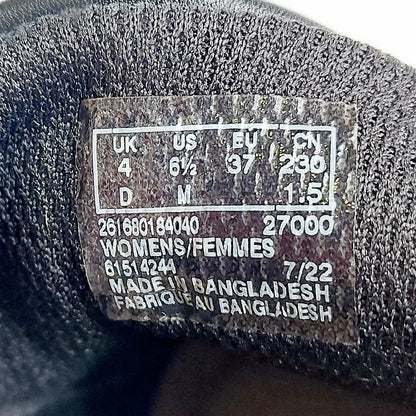 UK US EU CN
4 6½ 37 230
D M 1.5
261680184040 27000
WOMENS/FEMMES
61514244 7/22
MADE IN BANGLADESH
FABRIQUE AU BANGLADESH